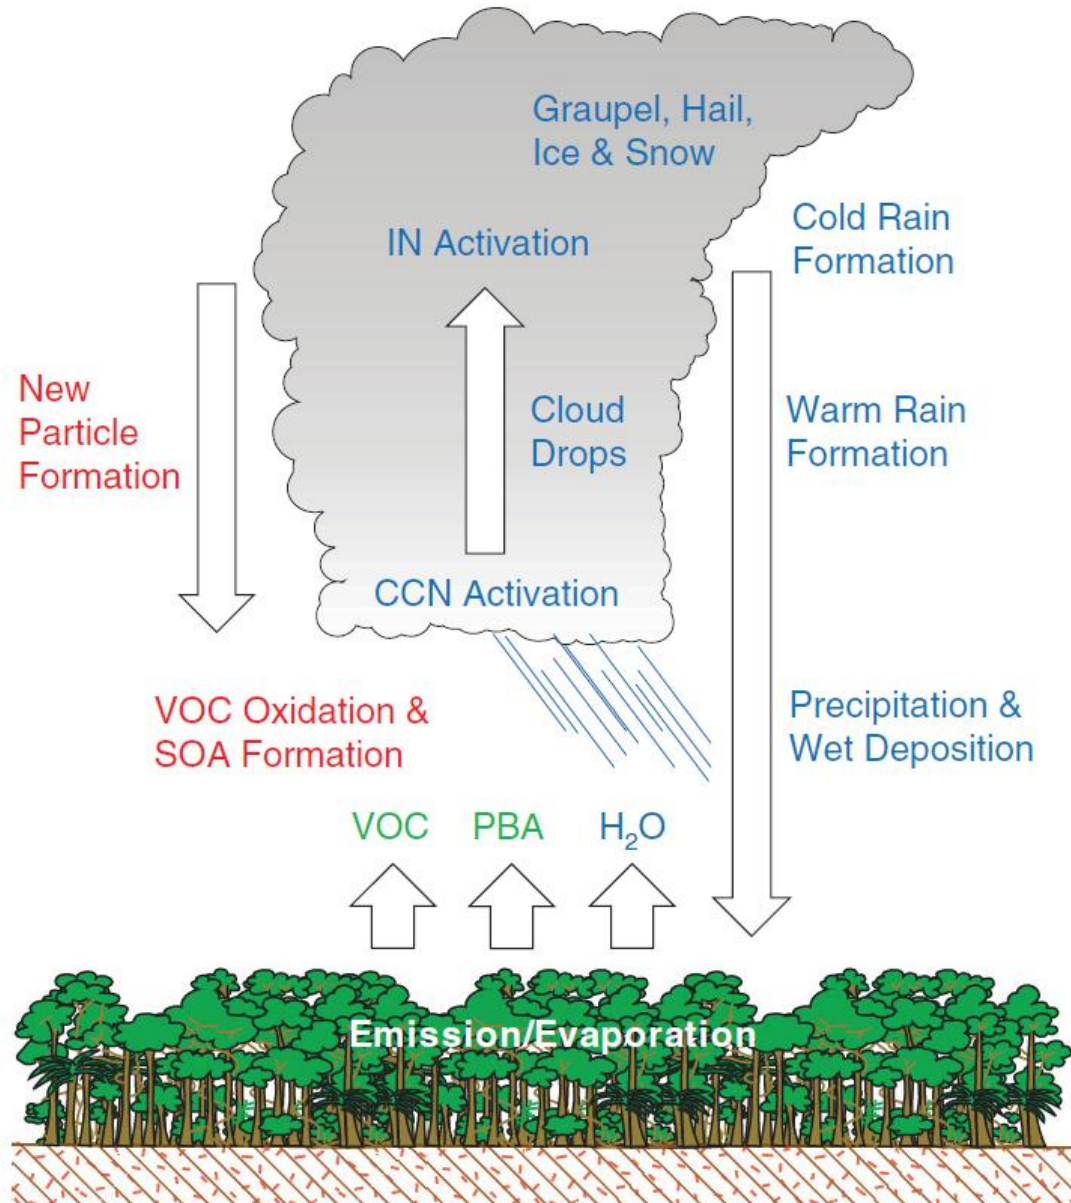 Graupel, Hail,
Ice & Snow
Cold Rain
Formation
IN Activation
New
Particle
Formation
Cloud
Drops
Warm Rain
Formation
CCN Activation
VOC Oxidation &
SOA Formation
Precipitation &
Wet Deposition
VOC
PBA
H₂O
Emission/Evaporation